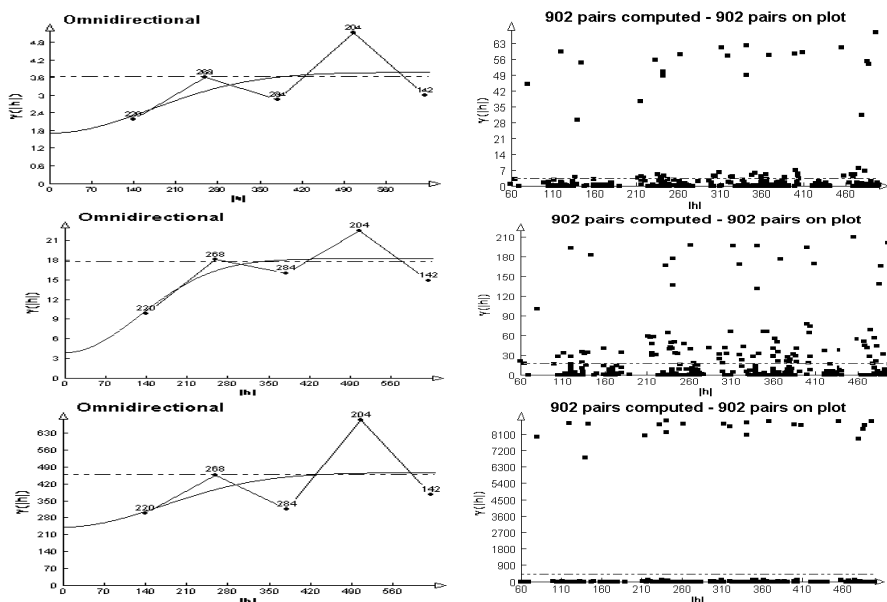 Omnidirectional
γ(|h|)
4.8
4.2
3.6
3
2.4
1.8
1.2
0.6
0
220
268
284
204
142
0 70 140 210 280 350 420 490 560
|h|
902 pairs computed - 902 pairs on plot
γ(|h|)
63
56
49
42
35
28
21
14
7
0
60 110 160 210 260 310 360 410 460
|h|
Omnidirectional
γ(|h|)
21
18
15
12
9
6
3
0
220
268
284
204
142
0 70 140 210 280 350 420 490 560
|h|
902 pairs computed - 902 pairs on plot
γ(|h|)
210
180
150
120
90
60
30
0
60 110 160 210 260 310 360 410 460
|h|
Omnidirectional
γ(|h|)
630
560
490
420
350
280
210
140
70
0
220
268
284
204
142
0 70 140 210 280 350 420 490 560
|h|
902 pairs computed - 902 pairs on plot
γ(|h|)
8100
7200
6300
5400
4500
3600
2700
1800
900
0
60 110 160 210 260 310 360 410 460
|h|